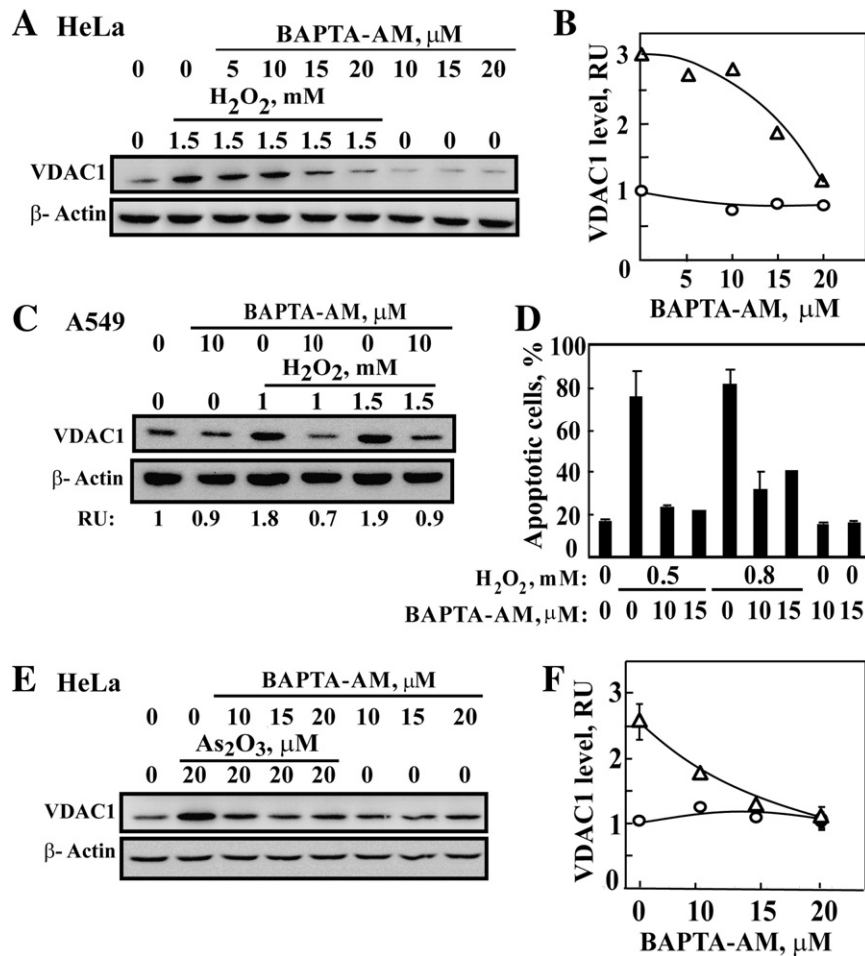 A HeLa
BAPTA-AM, μM
0 0 5 10 15 20 10 15 20
H₂O₂, mM
0 1.5 1.5 1.5 1.5 1.5 0 0 0
VDAC1
β- Actin
B
VDAC1 level, RU
3
2
1
0
5 10 15 20
BAPTA-AM, μM
C A549
BAPTA-AM, μM
0 10 0 10 0 10
H₂O₂, mM
0 0 1 1 1.5 1.5
VDAC1
β- Actin
RU: 1 0.9 1.8 0.7 1.9 0.9
D
Apoptotic cells, %
100
80
60
40
20
0
H₂O₂, mM: 0 0.5 0.8 0 0
BAPTA-AM, μM: 0 0 10 15 0 10 15 10 15
E HeLa
BAPTA-AM, μM
0 0 10 15 20 10 15 20
As₂O₃, μM
0 20 20 20 20 0 0 0
VDAC1
β- Actin
F
VDAC1 level, RU
3
2
1
0
0 10 15 20
BAPTA-AM, μM